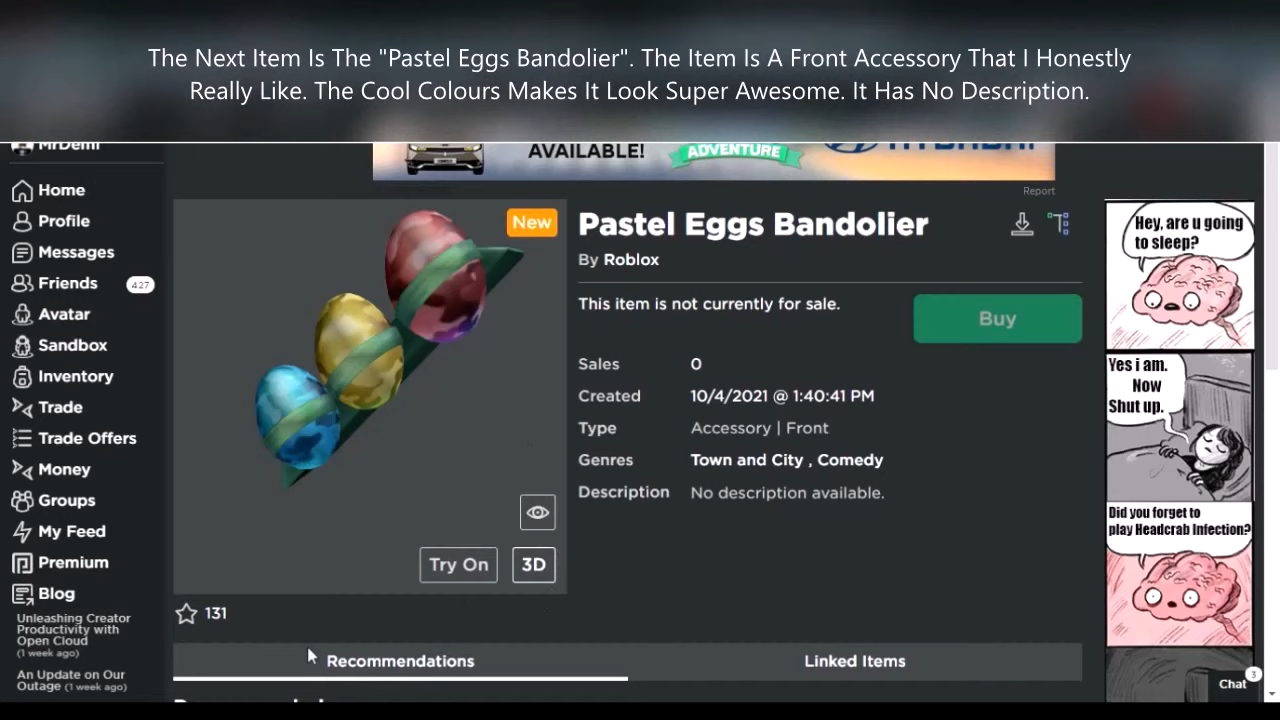 The Next Item Is The "Pastel Eggs Bandolier". The Item Is A Front Accessory That I Honestly
Really Like. The Cool Colours Makes It Look Super Awesome. It Has No Description.
MrDemi
AVAILABLE!
ADVENTURE
HYUNDAI
Report
Home
Profile
Messages
Friends
427
Avatar
Sandbox
Inventory
Trade
Trade Offers
Money
Groups
My Feed
Premium
Blog
Unleashing Creator
Productivity with
Open Cloud
(1 week ago)
An Update on Our
Outage (1 week ago)
New
Try On
3D
131
Pastel Eggs Bandolier
By Roblox
This item is not currently for sale.
Buy
Sales 0
Created 10/4/2021 @ 1:40:41 PM
Type Accessory | Front
Genres Town and City , Comedy
Description No description available.
Recommendations
Linked Items
Hey, are u going
to sleep?
Yes i am.
Now
Shut up.
Did you forget to
play Headcrab Infection?
Chat
3